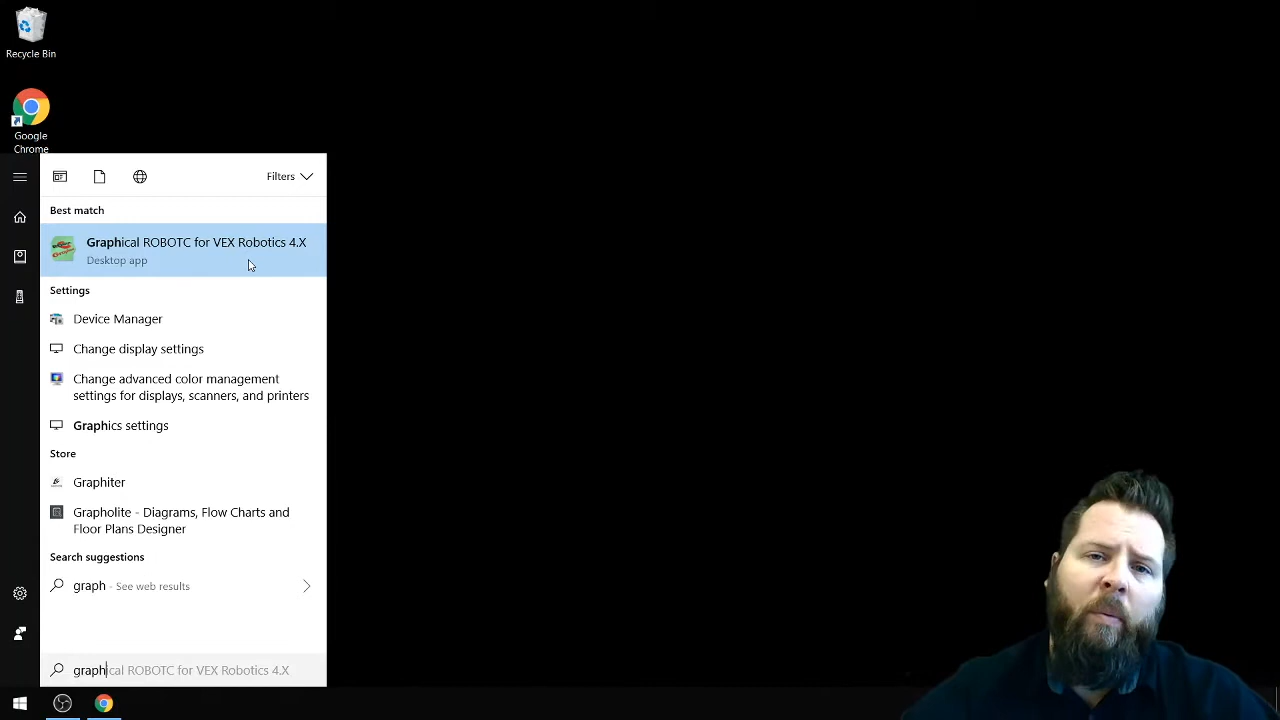 Recycle Bin
Google
Chrome
Filters
Best match
Graphical ROBOTC for VEX Robotics 4.X
Desktop app
Settings
Device Manager
Change display settings
Change advanced color management
settings for displays, scanners, and printers
Graphics settings
Store
Graphiter
Grapholite - Diagrams, Flow Charts and
Floor Plans Designer
Search suggestions
graph - See web results
graphical ROBOTC for VEX Robotics 4.X